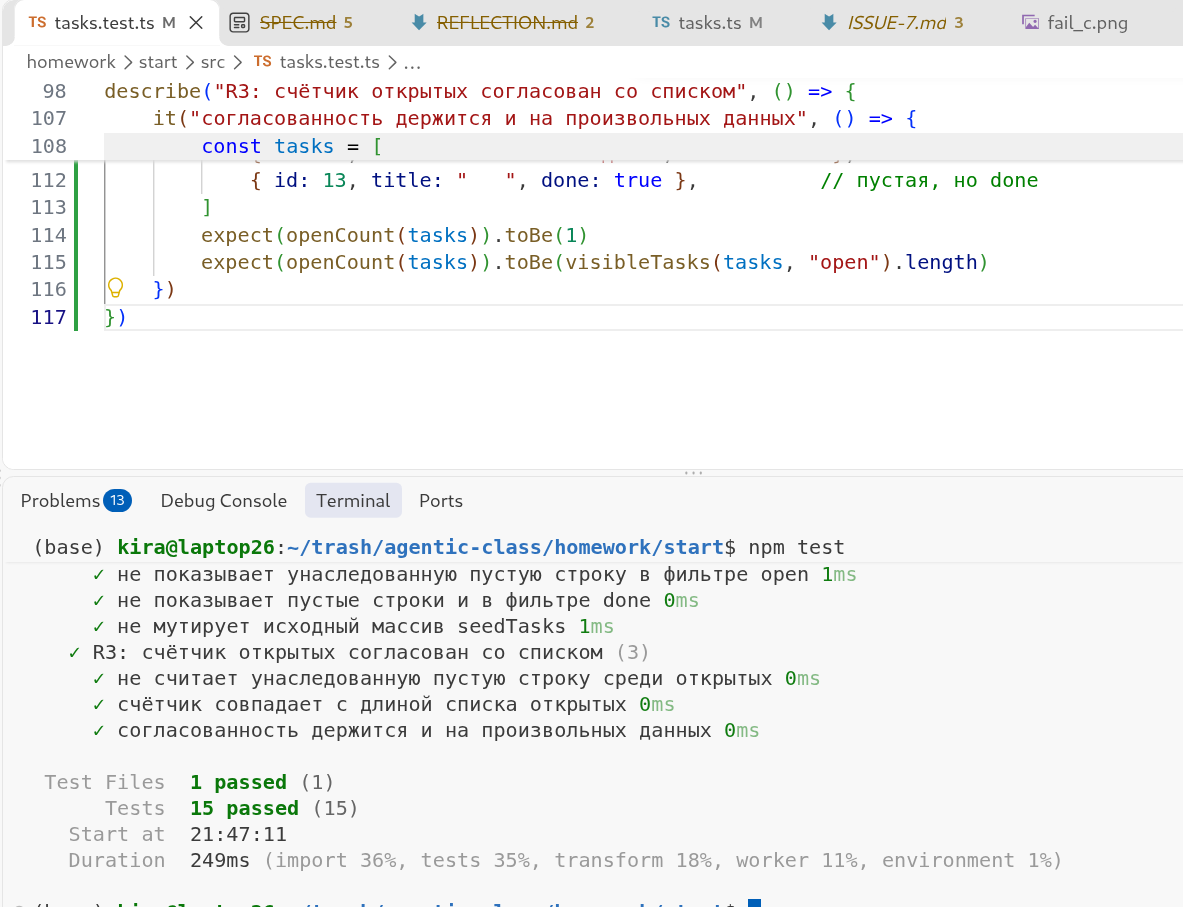 TS tasks.test.ts M SPEC.md 5 REFLECTION.md 2 TS tasks.ts M ISSUE-7.md 3 fail_c.png
homework > start > src > TS tasks.test.ts > ...
98 describe("R3: счётчик открытых согласован со списком", () => {
107 it("согласованность держится и на произвольных данных", () => {
108 const tasks = [
112 { id: 13, title: "   ", done: true }, // пустая, но done
113 ]
114 expect(openCount(tasks)).toBe(1)
115 expect(openCount(tasks)).toBe(visibleTasks(tasks, "open").length)
116 })
117 })
Problems 13 Debug Console Terminal Ports
(base) kira@laptop26:~/trash/agentic-class/homework/start$ npm test
✓ не показывает унаследованную пустую строку в фильтре open 1ms
✓ не показывает пустые строки и в фильтре done 0ms
✓ не мутирует исходный массив seedTasks 1ms
✓ R3: счётчик открытых согласован со списком (3)
✓ не считает унаследованную пустую строку среди открытых 0ms
✓ счётчик совпадает с длиной списка открытых 0ms
✓ согласованность держится и на произвольных данных 0ms
Test Files 1 passed (1)
Tests 15 passed (15)
Start at 21:47:11
Duration 249ms (import 36%, tests 35%, transform 18%, worker 11%, environment 1%)